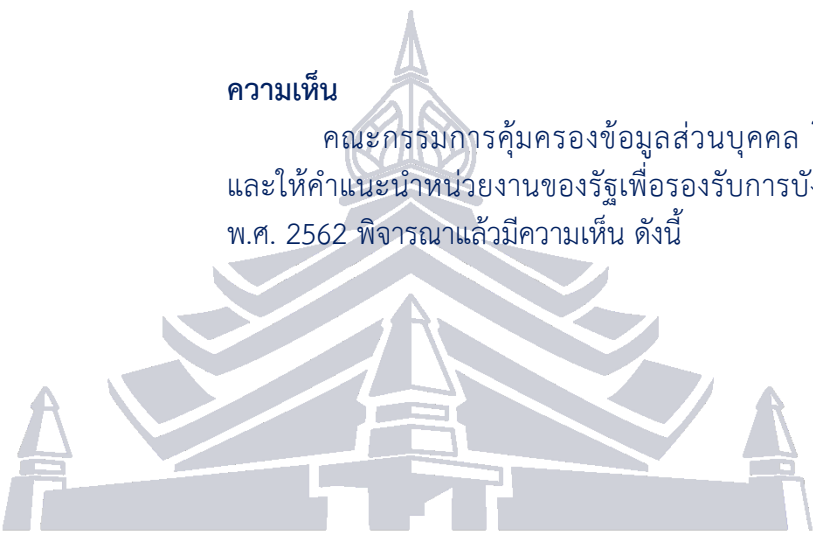 ความเห็น
คณะกรรมการคุ้มครองข้อมูลส่วนบุคคล
และให้คำแนะนำหน่วยงานของรัฐเพื่อรองรับการ
พ.ศ. 2562 พิจารณาแล้วมีความเห็น ดังนี้